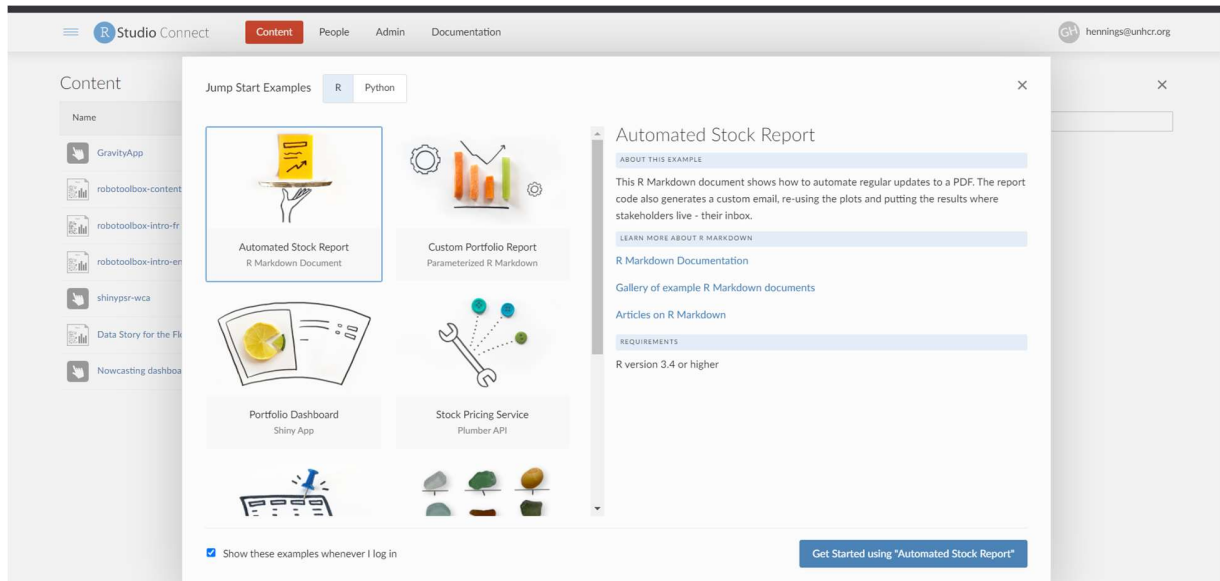 R Studio Connect
Content
People
Admin
Documentation
GH
hennings@unhcr.org
Content
Name
GravityApp
robotoolbox-content
robotoolbox-intro-fr
robotoolbox-intro-en
shinypsr-wca
Data Story for the
Nowcasting dashboa
Jump Start Examples
R
Python
Automated Stock Report
R Markdown Document
Custom Portfolio Report
Parameterized R Markdown
Portfolio Dashboard
Shiny App
Stock Pricing Service
Plumber API
Automated Stock Report
ABOUT THIS EXAMPLE
This R Markdown document shows how to automate regular updates to a PDF. The report
code also generates a custom email, re-using the plots and putting the results where
stakeholders live - their inbox.
LEARN MORE ABOUT R MARKDOWN
R Markdown Documentation
Gallery of example R Markdown documents
Articles on R Markdown
REQUIREMENTS
R version 3.4 or higher
Show these examples whenever I log in
Get Started using "Automated Stock Report"